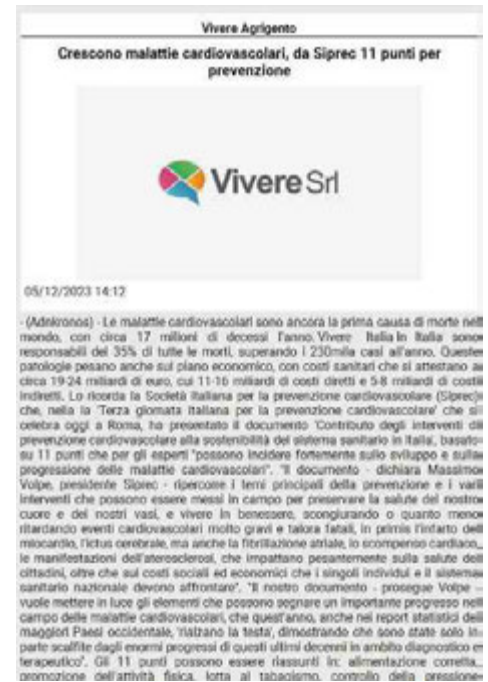 Vivere Agrigento
Crescono malattie cardiovascolari, da Siprec 11 punti per
prevenzione
Vivere Srl
05/12/2023 14:12
- (Adnkronos) - Le malattie cardiovascolari sono ancora la prima causa di morte nel
mondo, con circa 17 milioni di decessi l'anno.Vivere Italia In Italia sono
responsabili del 35% di tutte le morti, superando i 230mila casi all'anno. Queste
patologie pesano anche sul piano economico, con costi sanitari che si attestano a
circa 19-24 miliardi di euro, cui 11-16 miliardi di costi diretti e 5-8 miliardi di costi
indiretti. Lo ricorda la Società Italiana per la prevenzione cardiovascolare (Siprec)
che, nella 'Terza giornata italiana per la prevenzione cardiovascolare' che si
celebra oggi a Roma, ha presentato il documento 'Contributo degli interventi di
prevenzione cardiovascolare alla sostenibilità del sistema sanitario in Italia', basato
su 11 punti che per gli esperti "possono incidere fortemente sullo sviluppo e sulla
progressione delle malattie cardiovascolari". "Il documento - dichiara Massimo
Volpe, presidente Siprec - ripercorre i temi principali della prevenzione e i vari
interventi che possono essere messi in campo per preservare la salute del nostro
cuore e dei nostri vasi, e vivere in benessere, scongiurando o quanto meno
ritardando eventi cardiovascolari molto gravi e talora fatali, in primis l'infarto del
miocardio, l'ictus cerebrale, ma anche la fibrillazione atriale, lo scompenso cardiaco,
le manifestazioni dell'aterosclerosi, che impattano pesantemente sulla salute dei
cittadini, oltre che sui costi sociali ed economici che i singoli individui e il sistema
sanitario nazionale devono affrontare". "Il nostro documento - prosegue Volpe -
vuole mettere in luce gli elementi che possono segnare un importante progresso nel
campo delle malattie cardiovascolari, che quest'anno, anche nei report statistici dei
maggiori Paesi occidentale, 'rialzano la testa', dimostrando che sono state solo in
parte scalfite dagli enormi progressi di questi ultimi decenni in ambito diagnostico e
terapeutico". Gli 11 punti possono essere riassunti in: alimentazione corretta,
promozione dell'attività fisica, lotta al tabagismo, controllo della pressione